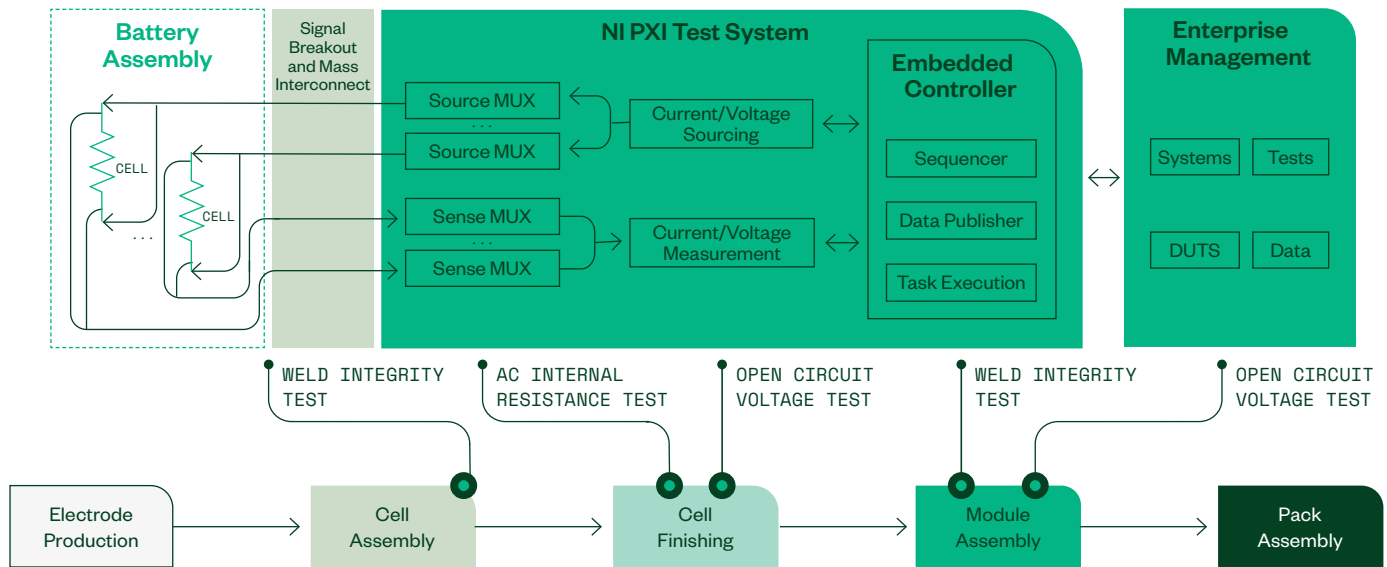 Battery
Assembly
CELL
CELL
...
Signal
Breakout
and Mass
Interconnect
NI PXI Test System
Source MUX
...
Source MUX
Sense MUX
...
Sense MUX
Current/Voltage
Sourcing
Current/Voltage
Measurement
Embedded
Controller
Sequencer
Data Publisher
Task Execution
Enterprise
Management
Systems
Tests
DUTS
Data
WELD INTEGRITY
TEST
AC INTERNAL
RESISTANCE TEST
OPEN CIRCUIT
VOLTAGE TEST
WELD INTEGRITY
TEST
OPEN CIRCUIT
VOLTAGE TEST
Electrode
Production
Cell
Assembly
Cell
Finishing
Module
Assembly
Pack
Assembly